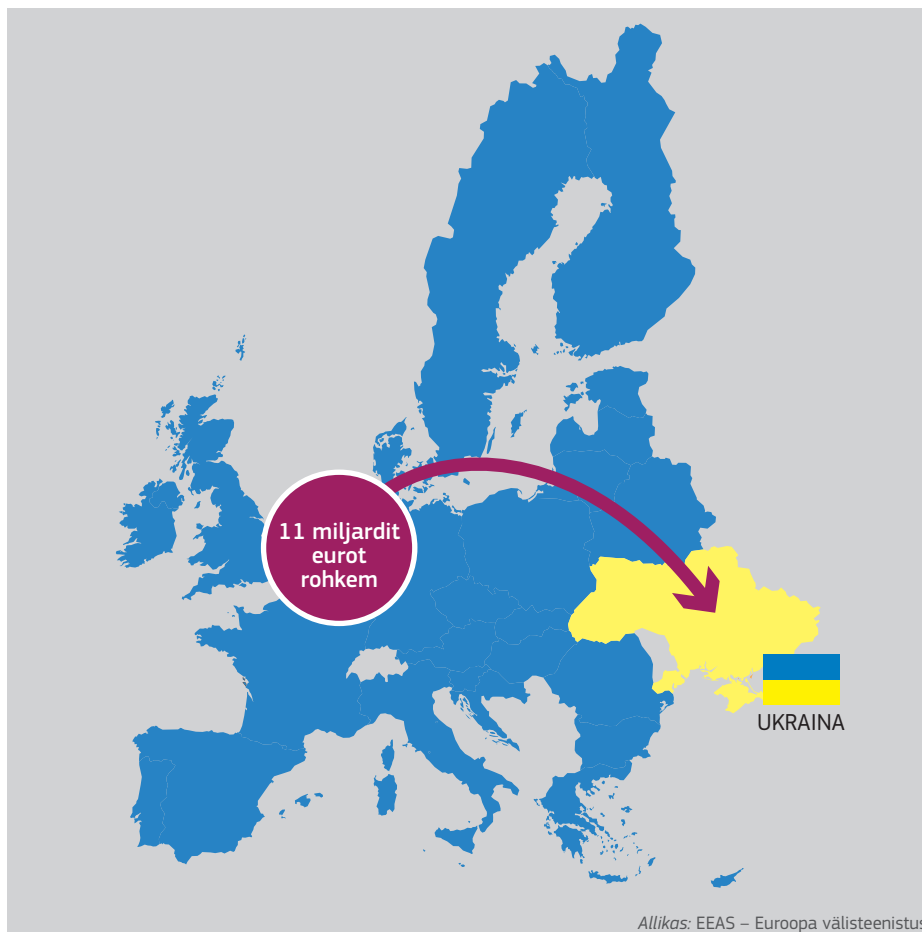 11 miljardit
eurot
rohkem
UKRAINA
Allikas: EEAS – Euroopa välisteenistus